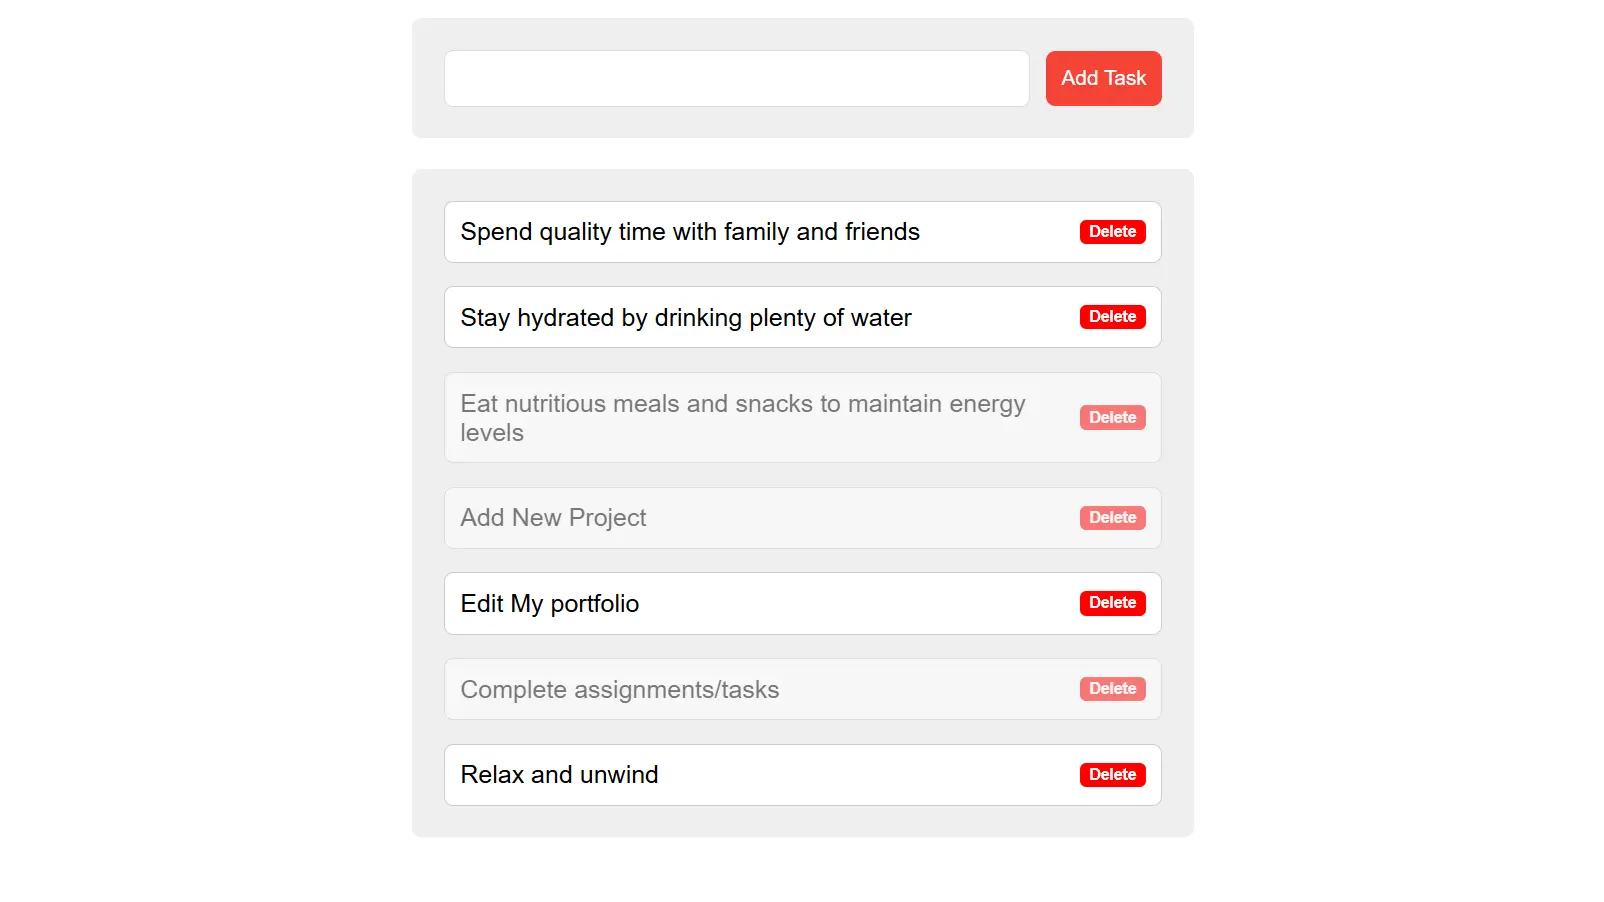 Add Task
Spend quality time with family and friends
Delete
Stay hydrated by drinking plenty of water
Delete
Eat nutritious meals and snacks to maintain energy
levels
Delete
Add New Project
Delete
Edit My portfolio
Delete
Complete assignments/tasks
Delete
Relax and unwind
Delete